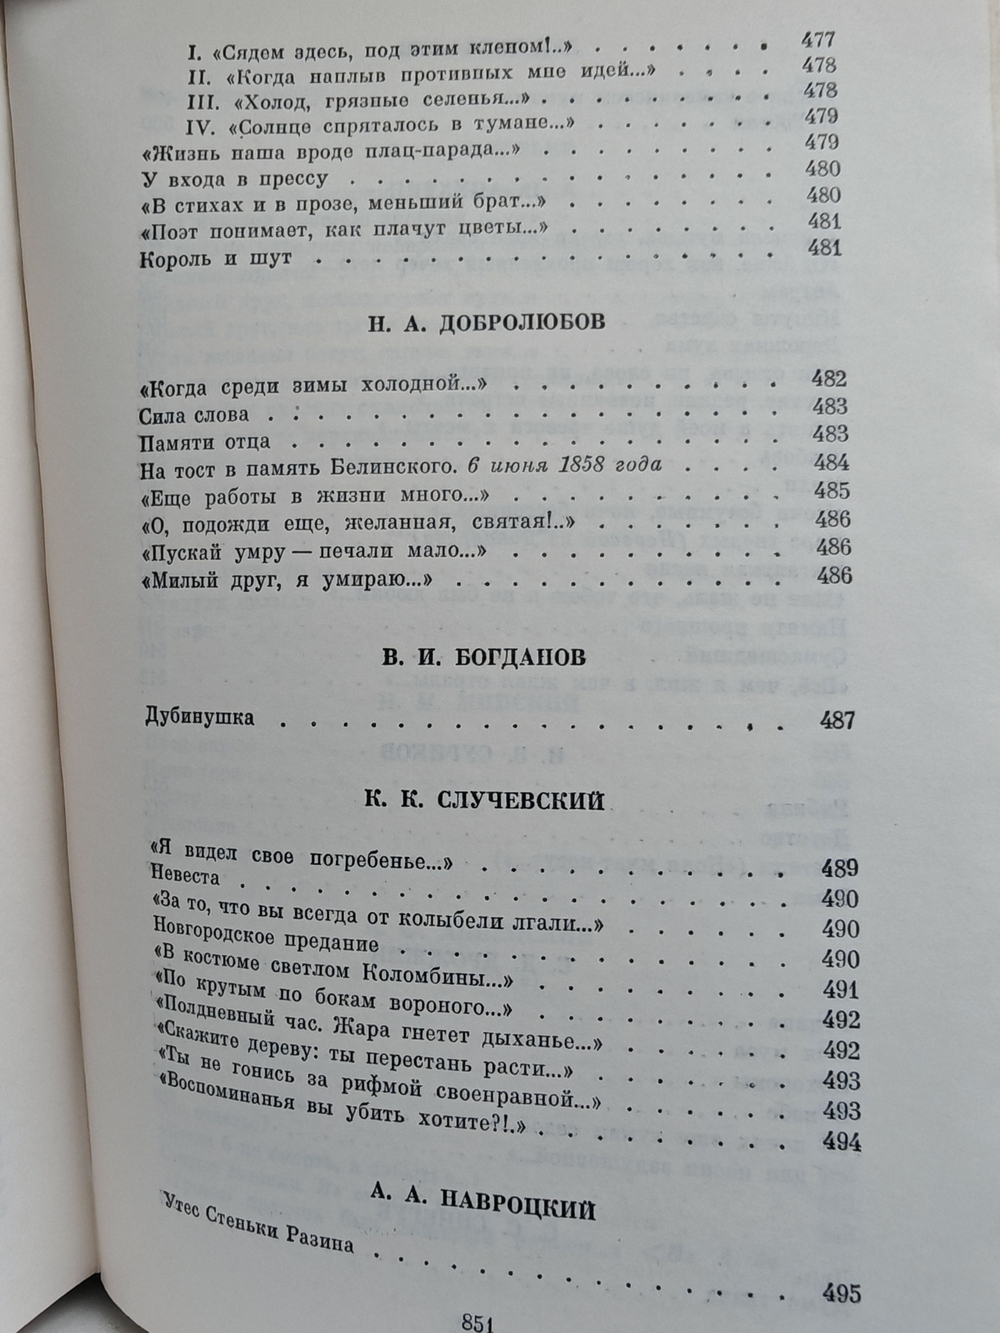 I. «Сядем здесь, под этим кленом!..» . . . . . . . 477
II. «Когда наплыв противных мне идей...» . . . . 478
III. «Холод, грязные селенья...» . . . . . . . . . 478
IV. «Солнце спряталось в тумане...» . . . . . . . 479
«Жизнь наша вроде плац-парада...» . . . . . . . . . 479
У входа в прессу . . . . . . . . . . . . . . . . 480
«В стихах и в прозе, меньший брат...» . . . . . . . . 480
«Поэт понимает, как плачут цветы...» . . . . . . . . 481
Король и шут . . . . . . . . . . . . . . . . . 481
Н. А. ДОБРОЛЮБОВ
«Когда среди зимы холодной...» . . . . . . . . . . 482
Сила слова . . . . . . . . . . . . . . . . . . 483
Памяти отца . . . . . . . . . . . . . . . . . . 483
На тост в память Белинского. 6 июня 1858 года . . . . 484
«Еще работы в жизни много...» . . . . . . . . . . 485
«О, подожди еще, желанная, святая!..» . . . . . . . 486
«Пускай умру — печали мало...» . . . . . . . . . . 486
«Милый друг, я умираю...» . . . . . . . . . . . . 486
В. И. БОГДАНОВ
Дубинушка . . . . . . . . . . . . . . . . . . 487
К. К. СЛУЧЕВСКИЙ
«Я видел свое погребенье...» . . . . . . . . . . . 489
Невеста . . . . . . . . . . . . . . . . . . . . 490
«За то, что вы всегда от колыбели лгали...» . . . . . . 490
Новгородское предание . . . . . . . . . . . . . . 490
«В костюме светлом Коломбины...» . . . . . . . . . 491
«По крутым по бокам вороного...» . . . . . . . . . 492
«Полдневный час. Жара гнетет дыханье...» . . . . . . 492
«Скажите дереву: ты перестань расти...» . . . . . . . 493
«Ты не гонись за рифмой своенравной...» . . . . . . 493
«Воспоминанья вы убить хотите?!.» . . . . . . . . . 494
А. А. НАВРОЦКИЙ
Утес Стеньки Разина . . . . . . . . . . . . . . . 495
851